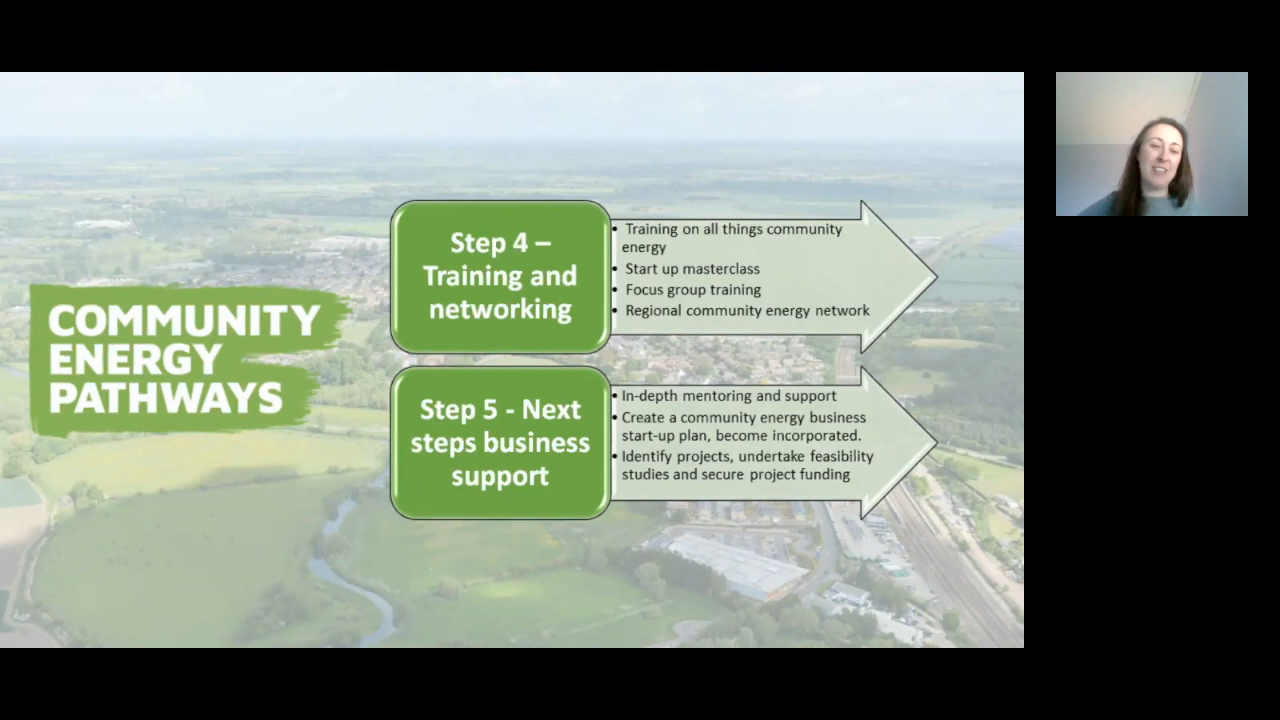 COMMUNITY
ENERGY
PATHWAYS
Step 4 –
Training and
networking
• Training on all things community
energy
• Start up masterclass
• Focus group training
• Regional community energy network
Step 5 - Next
steps business
support
• In-depth mentoring and support
• Create a community energy business
start-up plan, become incorporated.
• Identify projects, undertake feasibility
studies and secure project funding